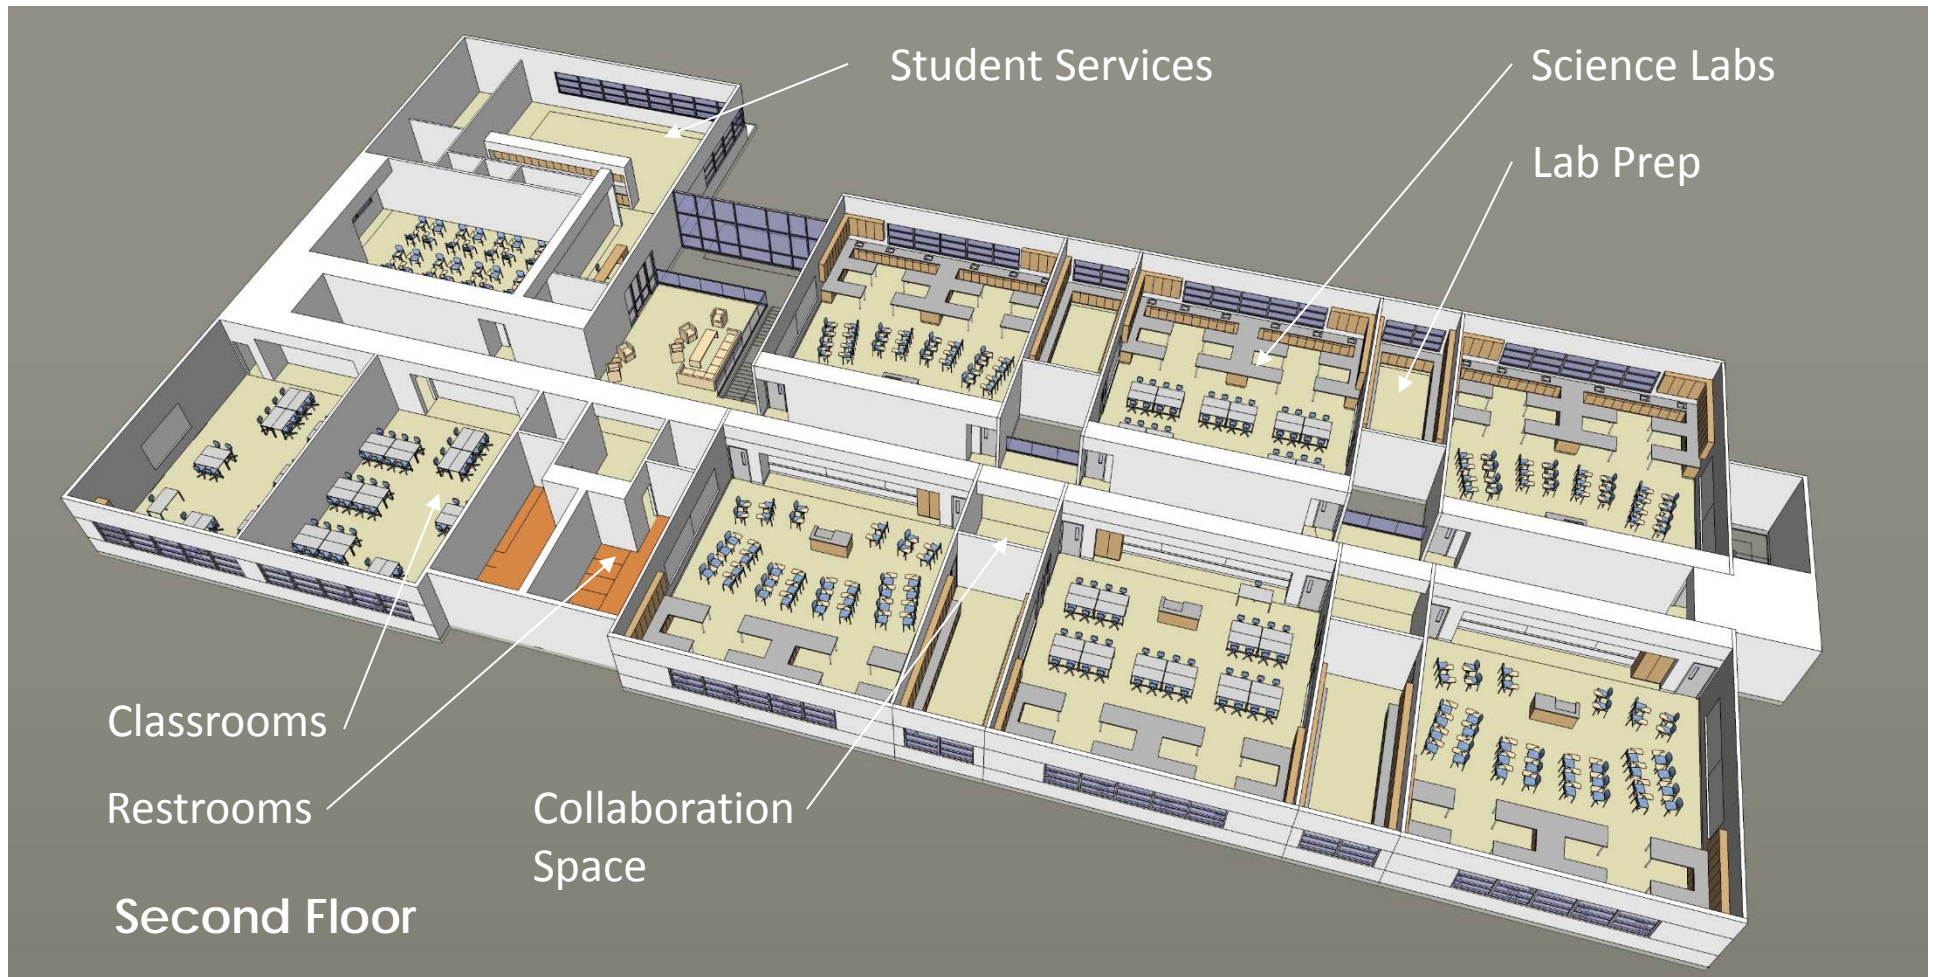 Student Services
Science Labs
Lab Prep
Classrooms
Restrooms
Collaboration
Space
Second Floor